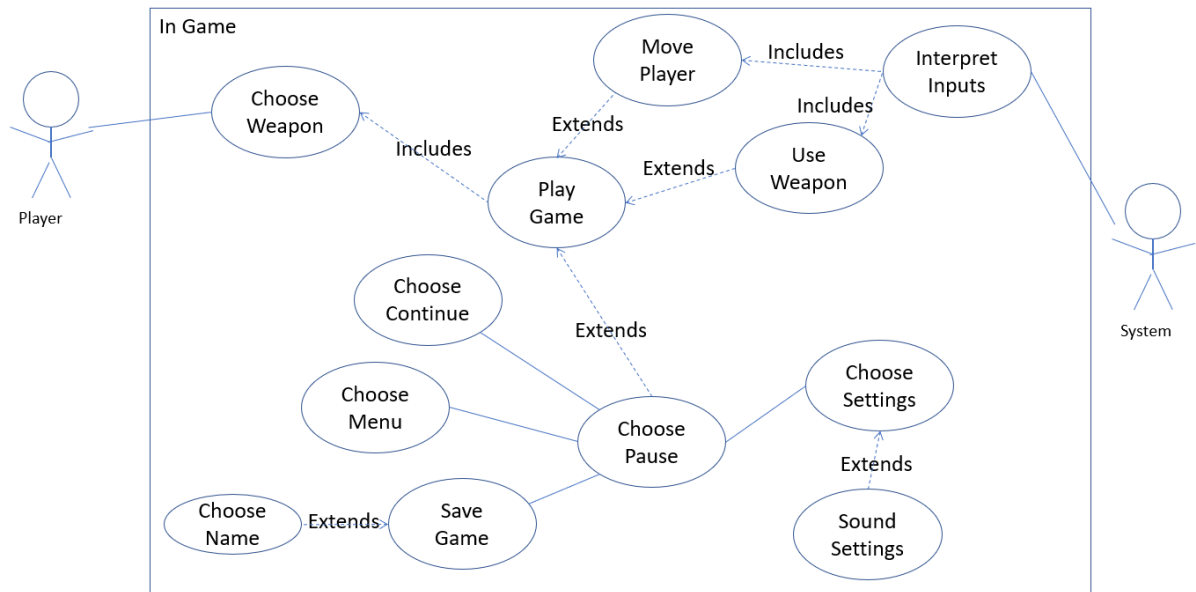 In Game
Move
Player
Includes
Interpret
Inputs
Choose
Weapon
Includes
Extends
Includes
Use
Weapon
Extends
Play
Game
Player
System
Choose
Continue
Extends
Choose
Menu
Choose
Settings
Choose
Pause
Extends
Choose
Name
Extends
Save
Game
Sound
Settings